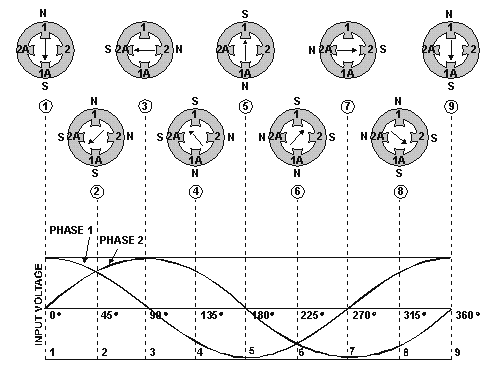 N S
1 1 1 1 1
2A 2 S 2A 2 N 2A 2 N 2A 2 S 2A 2
1A 1A 1A 1A 1A
S N S
1 3 5 7 9
N S S N
1 1 1 1
S 2A 2 N S 2A 2 N N 2A 2 S N 2A 2 S
1A 1A 1A 1A
S N N S
2 4 6 8
PHASE 1
PHASE 2
INPUT VOLTAGE
0° 45° 90° 135° 180° 225° 270° 315° 360°
1 2 3 4 5 6 7 8 9